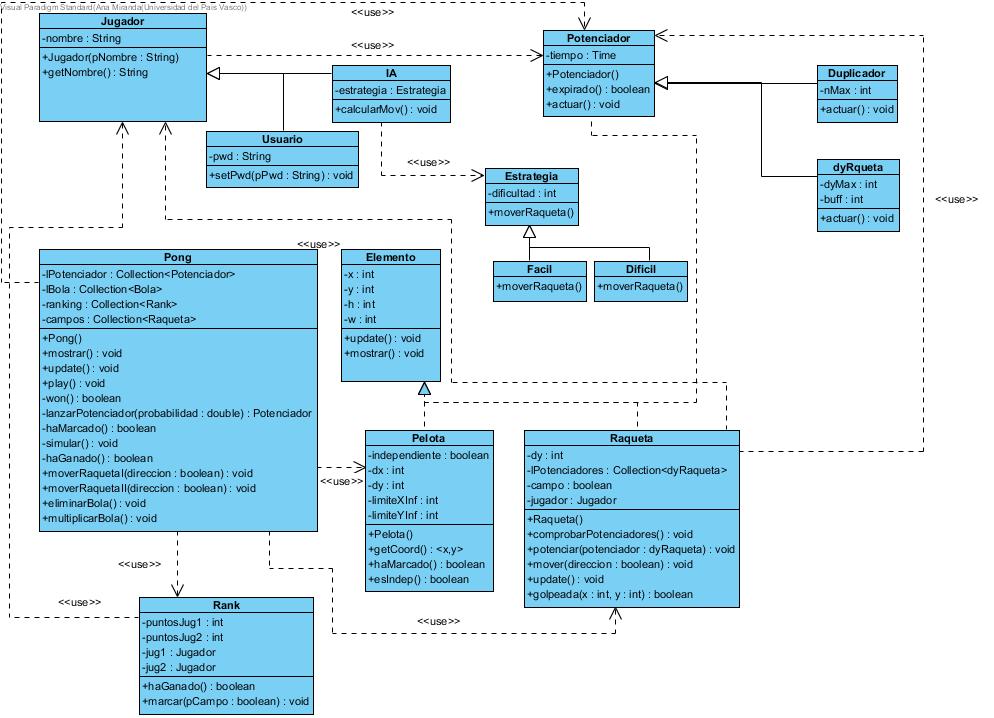 Visual Paradigm Standard(Ana Miranda(Universidad del Pais Vasco))
<<use>>
Jugador
-nombre : String
+Jugador(pNombre : String)
+getNombre() : String
<<use>>
Potenciador
-tiempo : Time
+Potenciador()
+expirado() : boolean
+actuar() : void
IA
-estrategia : Estrategia
+calcularMov() : void
Duplicador
-nMax : int
+actuar() : void
Usuario
-pwd : String
+setPwd(pPwd : String) : void
<<use>>
Estrategia
-dificultad : int
+moverRaqueta()
dyRqueta
-dyMax : int
-buff : int
+actuar() : void
<<use>>
Facil
+moverRaqueta()
Dificil
+moverRaqueta()
<<use>>
Pong
-lPotenciador : Collection<Potenciador>
-lBola : Collection<Bola>
-ranking : Collection<Rank>
-campos : Collection<Raqueta>
+Pong()
+mostrar() : void
+update() : void
+play() : void
-won() : boolean
-lanzarPotenciador(probabilidad : double) : Potenciador
-haMarcado() : boolean
-simular() : void
-haGanado() : boolean
+moverRaquetaI(direccion : boolean) : void
+moverRaquetaII(direccion : boolean) : void
+eliminarBola() : void
+multiplicarBola() : void
Elemento
-x : int
-y : int
-h : int
-w : int
+update() : void
+mostrar() : void
<<use>>
Pelota
-independiente : boolean
-dx : int
-dy : int
-limiteXInf : int
-limiteYInf : int
+Pelota()
+getCoord() : <x,y>
+haMarcado() : boolean
+esIndep() : boolean
Raqueta
-dy : int
-lPotenciadores : Collection<dyRaqueta>
-campo : boolean
-jugador : Jugador
+Raqueta()
+comprobarPotenciadores() : void
+potenciar(potenciador : dyRaqueta) : void
+mover(direccion : boolean) : void
+update() : void
+golpeada(x : int, y : int) : boolean
<<use>>
<<use>>
<<use>>
Rank
-puntosJug1 : int
-puntosJug2 : int
-jug1 : Jugador
-jug2 : Jugador
+haGanado() : boolean
+marcar(pCampo : boolean) : void